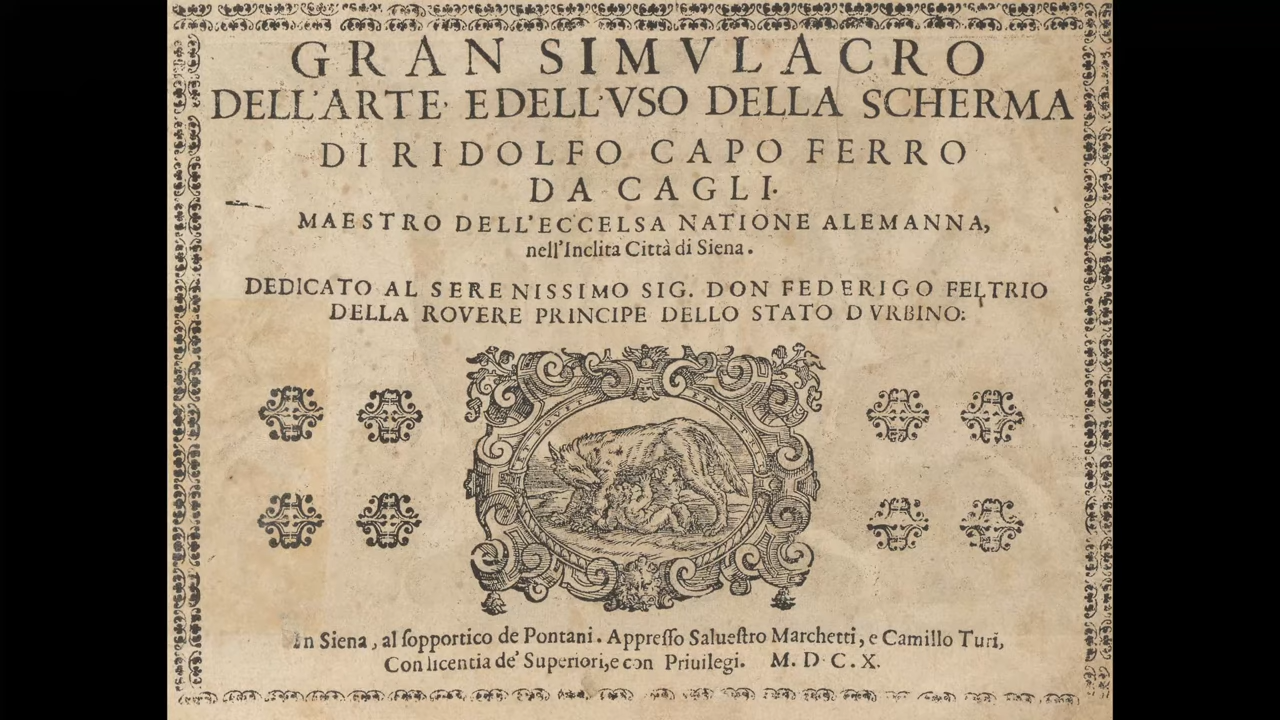 GRAN SIMVLACRO
DELL'ARTE· EDELL'VSO DELLA SCHERMA
DI RIDOLFO CAPO FERRO
DA CAGLI·
MAESTRO DELL'ECCELSA NATIONE ALEMANNA,
nell'Inclita Città di Siena.
DEDICATO AL SERENISSIMO SIG. DON FEDERIGO FELTRIO
DELLA ROVERE PRINCIPE DELLO STATO DVRBINO:
In Siena, al ſopportico de Pontani. Appreſſo Salueſtro Marchetti, e Camillo Turi,
Con licentia de' Superiori,e con Priuilegi. M. D· C. X.